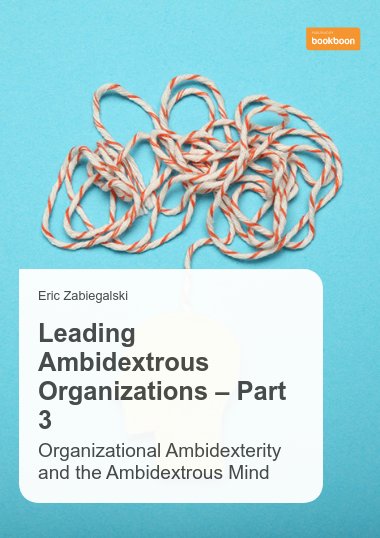 bookboon
Eric Zabiegalski
Leading
Ambidextrous
Organizations – Part
3
Organizational Ambidexterity
and the Ambidextrous Mind